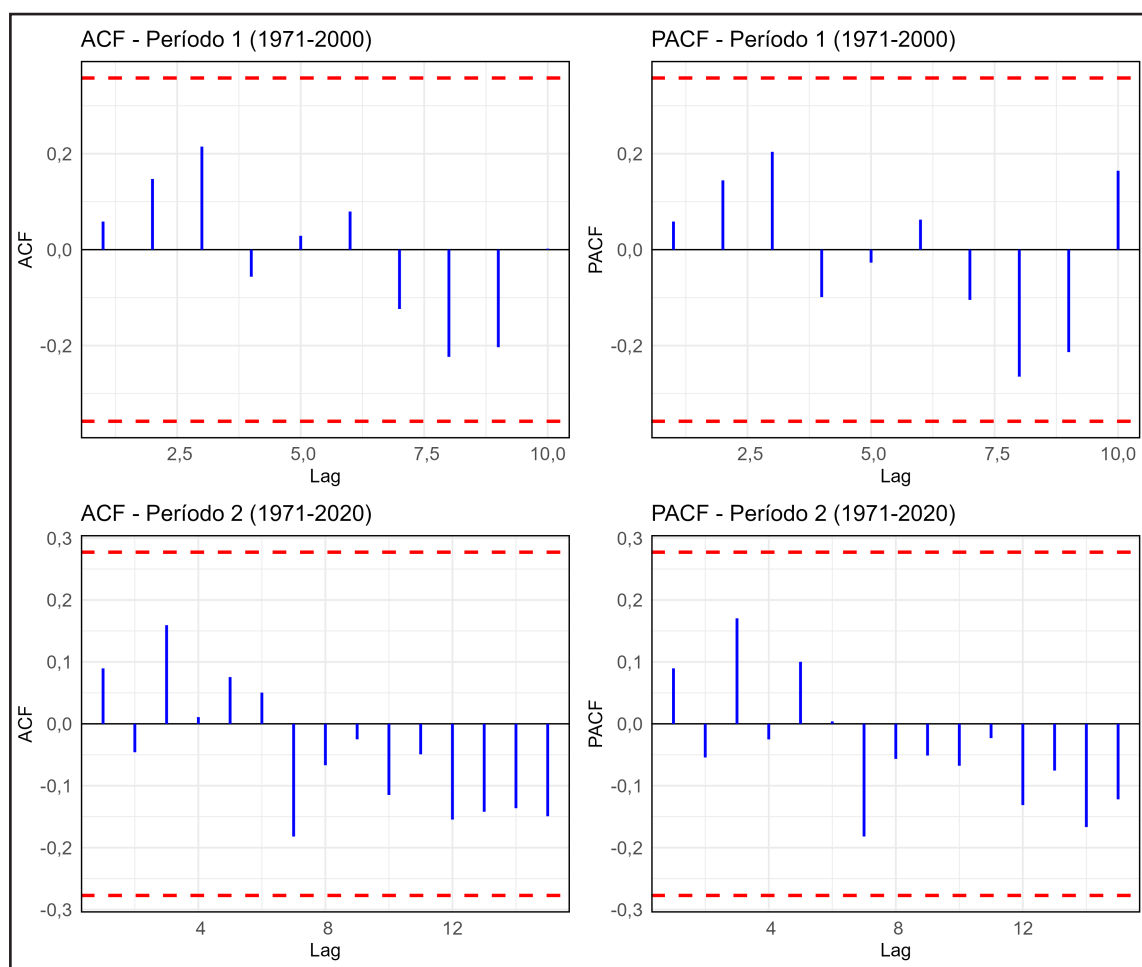 ACF - Período 1 (1971-2000)
0,2
0,0
-0,2
ACF
2,5
5,0
7,5
10,0
Lag
PACF - Período 1 (1971-2000)
0,2
0,0
-0,2
PACF
2,5
5,0
7,5
10,0
Lag
ACF - Período 2 (1971-2020)
0,3
0,2
0,1
0,0
-0,1
-0,2
-0,3
ACF
4
8
12
Lag
PACF - Período 2 (1971-2020)
0,3
0,2
0,1
0,0
-0,1
-0,2
-0,3
PACF
4
8
12
Lag